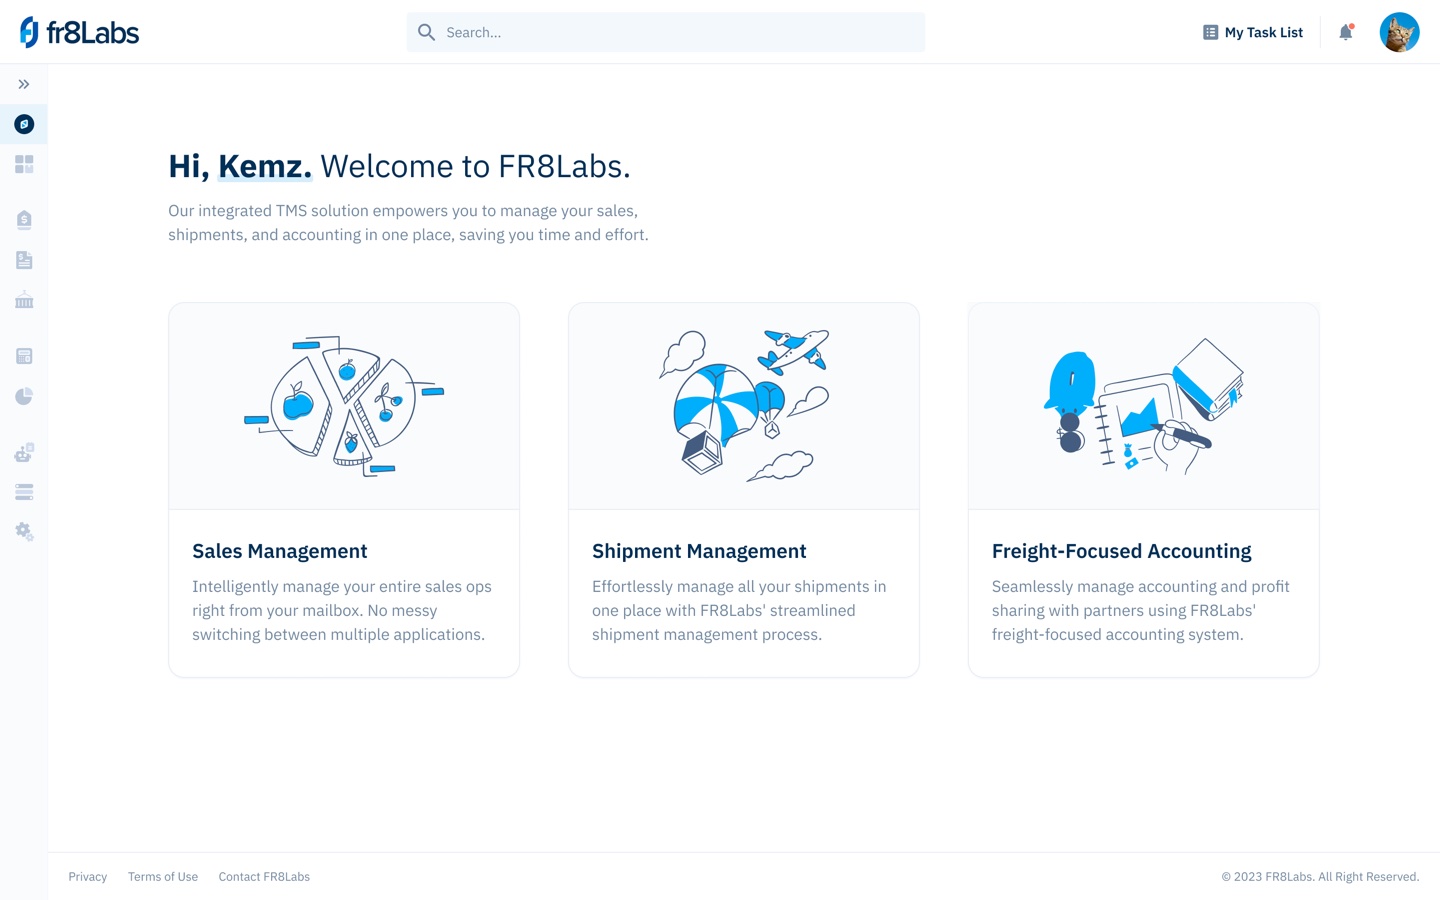 fr8Labs
Search...
My Task List
Hi, Kemz. Welcome to FR8Labs.
Our integrated TMS solution empowers you to manage your sales,
shipments, and accounting in one place, saving you time and effort.
Sales Management
Intelligently manage your entire sales ops
right from your mailbox. No messy
switching between multiple applications.
Shipment Management
Effortlessly manage all your shipments in
one place with FR8Labs' streamlined
shipment management process.
Freight-Focused Accounting
Seamlessly manage accounting and profit
sharing with partners using FR8Labs'
freight-focused accounting system.
Privacy
Terms of Use
Contact FR8Labs
© 2023 FR8Labs. All Right Reserved.